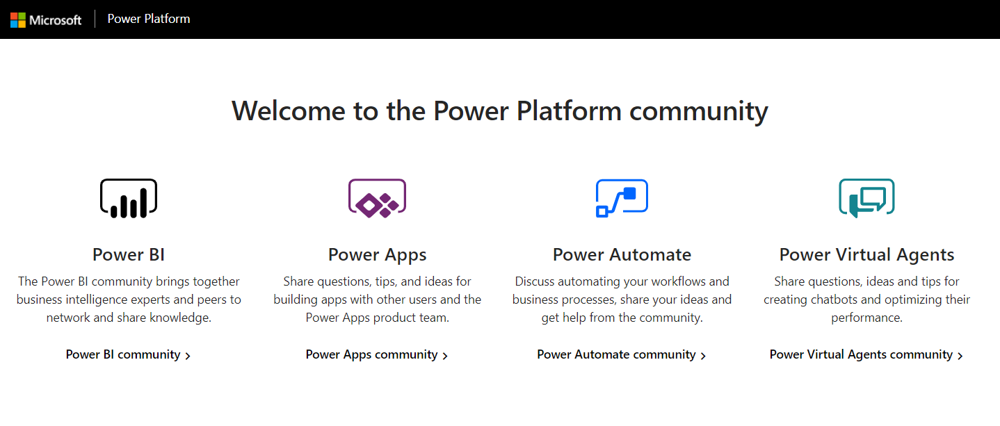 Microsoft
Power Platform
Welcome to the Power Platform community
Power BI
The Power BI community brings together
business intelligence experts and peers to
network and share knowledge.
Power BI community
Power Apps
Share questions, tips, and ideas for
building apps with other users and the
Power Apps product team.
Power Apps community
Power Automate
Discuss automating your workflows and
business processes, share your ideas and
get help from the community.
Power Automate community
Power Virtual Agents
Share questions, ideas and tips for
creating chatbots and optimizing their
performance.
Power Virtual Agents community